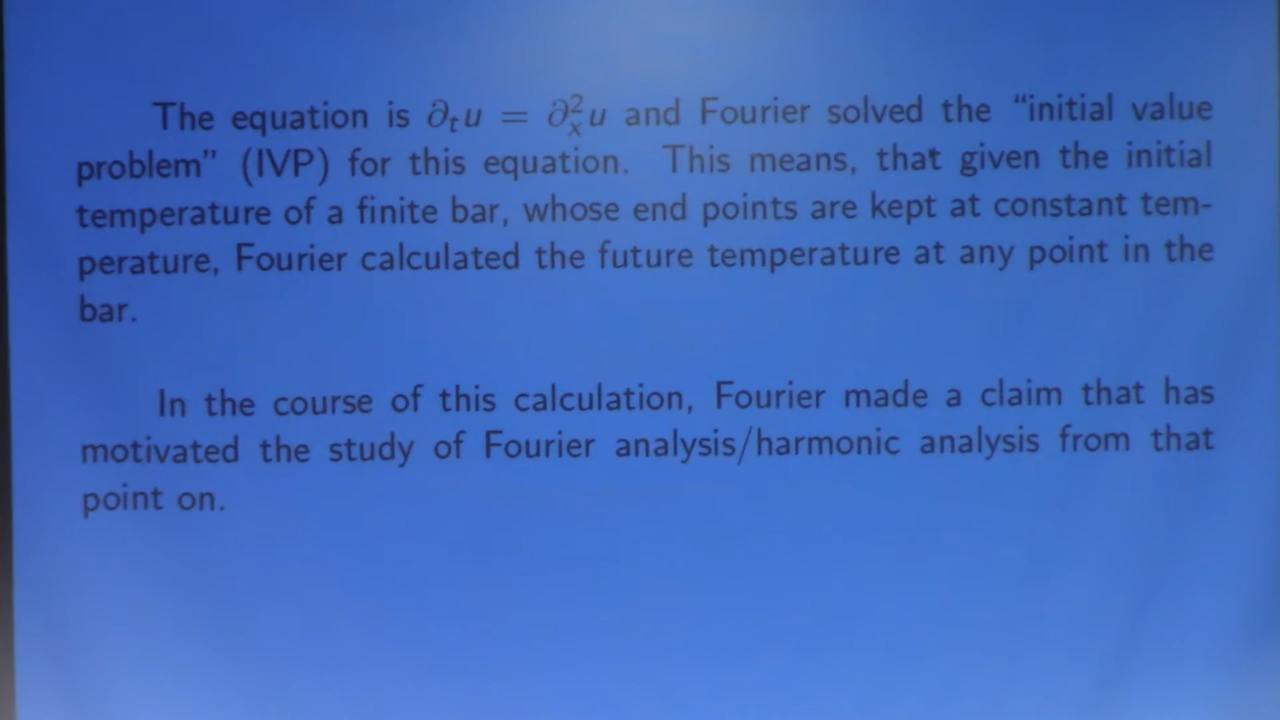 The equation is ∂ₜu = ∂ₓ²u and Fourier solved the “initial value
problem” (IVP) for this equation. This means, that given the initial
temperature of a finite bar, whose end points are kept at constant tem-
perature, Fourier calculated the future temperature at any point in the
bar.
In the course of this calculation, Fourier made a claim that has
motivated the study of Fourier analysis/harmonic analysis from that
point on.